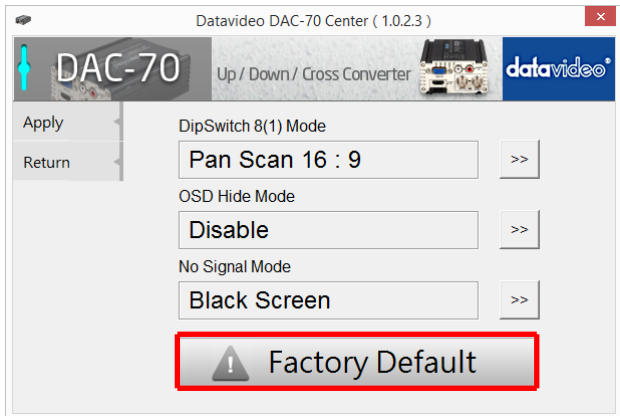 Datavideo DAC-70 Center ( 1.0.2.3 )
DAC-70
Up / Down / Cross Converter
datavideo®
Apply
Return
DipSwitch 8(1) Mode
Pan Scan 16 : 9
>>
OSD Hide Mode
Disable
>>
No Signal Mode
Black Screen
>>
Factory Default